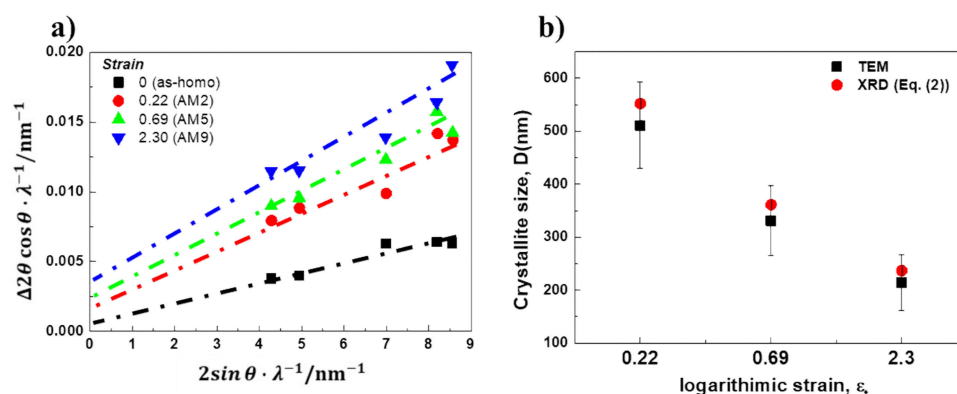 a)
0.020
0.015
0.010
0.005
0.000
Δ2θ cosθ · λ⁻¹/nm⁻¹
Strain
0 (as-homo)
0.22 (AM2)
0.69 (AM5)
2.30 (AM9)
0 1 2 3 4 5 6 7 8 9
2sin θ · λ⁻¹/nm⁻¹
b)
600
500
400
300
200
100
Crystallite size, D(nm)
TEM
XRD (Eq. (2))
0.22 0.69 2.3
logarithimic strain, ε